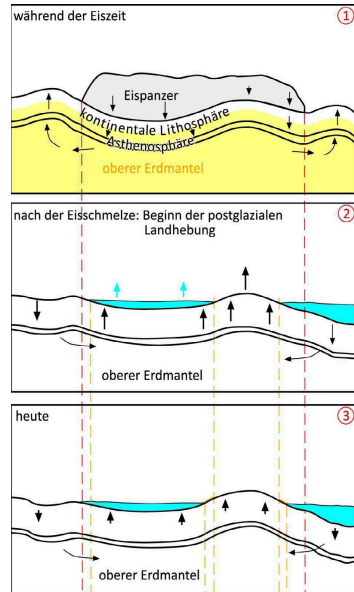 während der Eiszeit
1
Eispanzer
kontinentale Lithosphäre
Asthenosphäre
oberer Erdmantel
nach der Eisschmelze: Beginn der postglazialen
Landhebung
2
oberer Erdmantel
heute
3
oberer Erdmantel